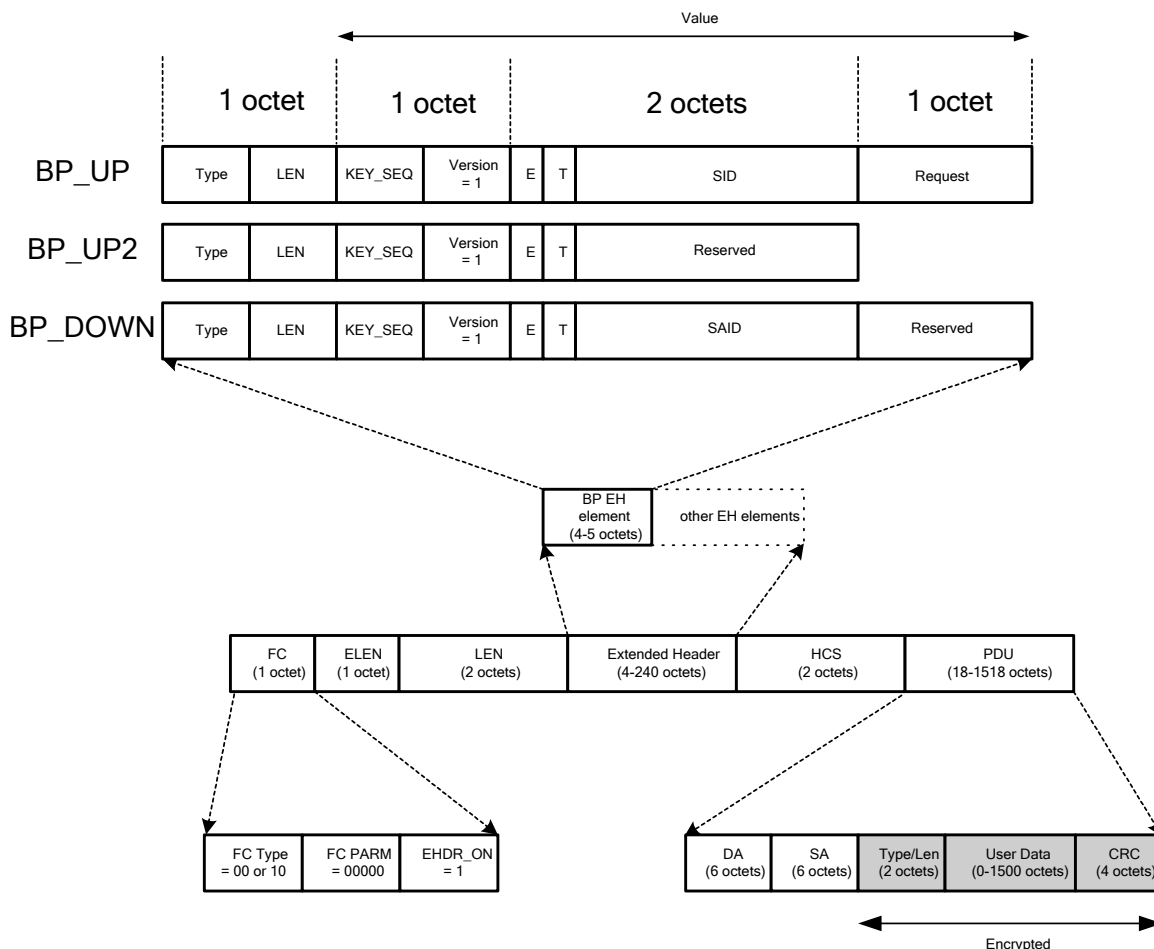 Value
1 octet 1 octet 2 octets 1 octet
BP_UP Type LEN KEY_SEQ Version = 1 E T SID Request
BP_UP2 Type LEN KEY_SEQ Version = 1 E T Reserved
BP_DOWN Type LEN KEY_SEQ Version = 1 E T SAID Reserved
BP EH
element
(4-5 octets)
other EH elements
FC
(1 octet)
ELEN
(1 octet)
LEN
(2 octets)
Extended Header
(4-240 octets)
HCS
(2 octets)
PDU
(18-1518 octets)
FC Type
= 00 or 10
FC PARM
= 00000
EHDR_ON
= 1
DA
(6 octets)
SA
(6 octets)
Type/Len
(2 octets)
User Data
(0-1500 octets)
CRC
(4 octets)
Encrypted